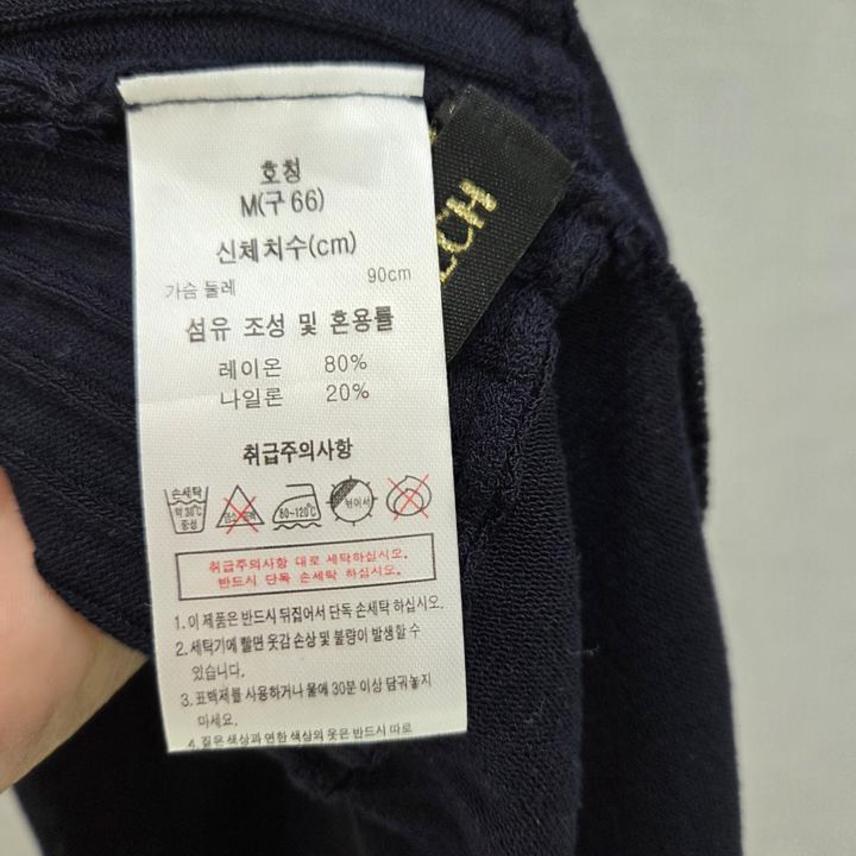 호칭
M(구 66)
신체치수(cm)
가슴 둘레 90cm
섬유 조성 및 혼용률
레이온 80%
나일론 20%
취급주의사항
손세탁
약 30℃
중성
80~120℃
뉘어서
취급주의사항 대로 세탁하십시오.
반드시 단독 손세탁 하십시오.
1. 이 제품은 반드시 뒤집어서 단독 손세탁 하십시오.
2. 세탁기에 빨면 옷감 손상 및 불량이 발생할 수
있습니다.
3. 표백제를 사용하거나 물에 30분 이상 담궈놓지
마세요.
4. 짙은 색상과 연한 색상의 옷은 반드시 따로
CH